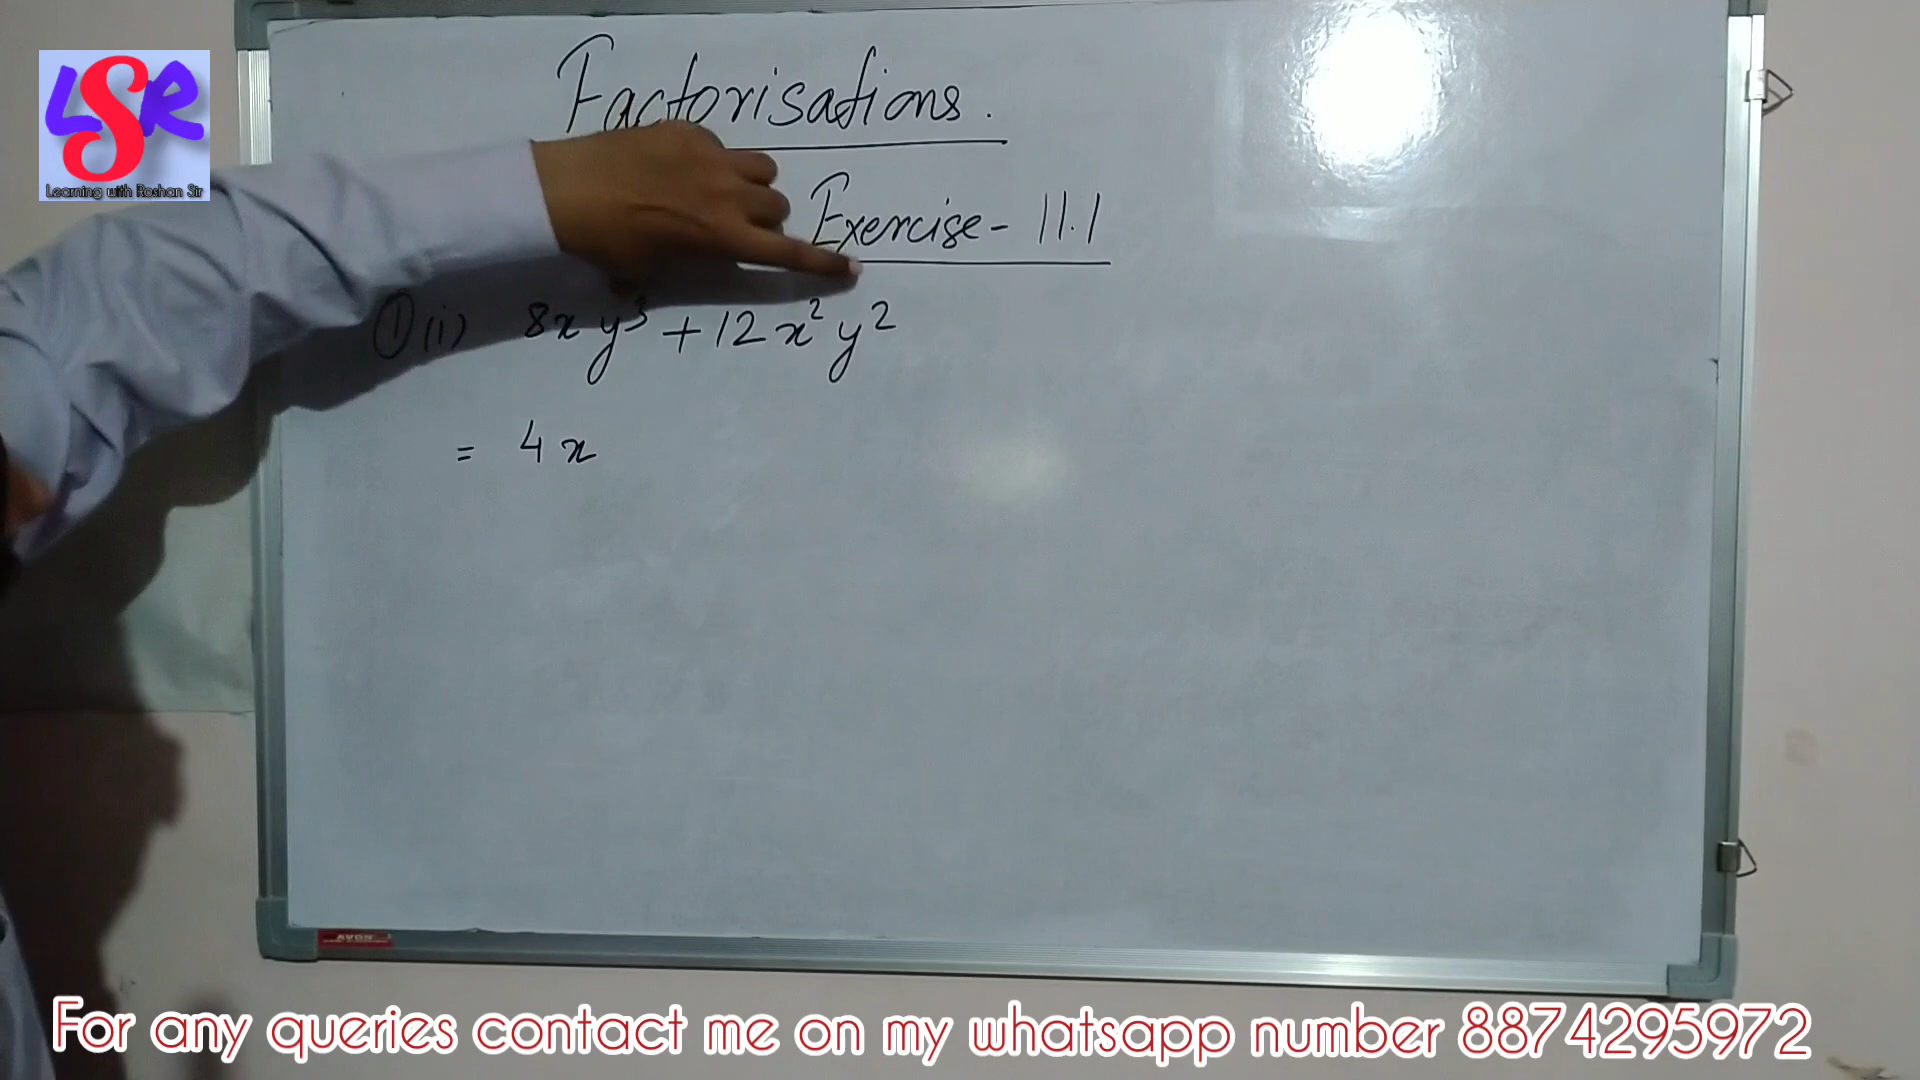 LSR
Learning with Roshan Sir
Factorisations.
Exercise - 11.1
① (i) 8xy³ + 12x²y²
= 4x
AVON
For any queries contact me on my whatsapp number 8874295972